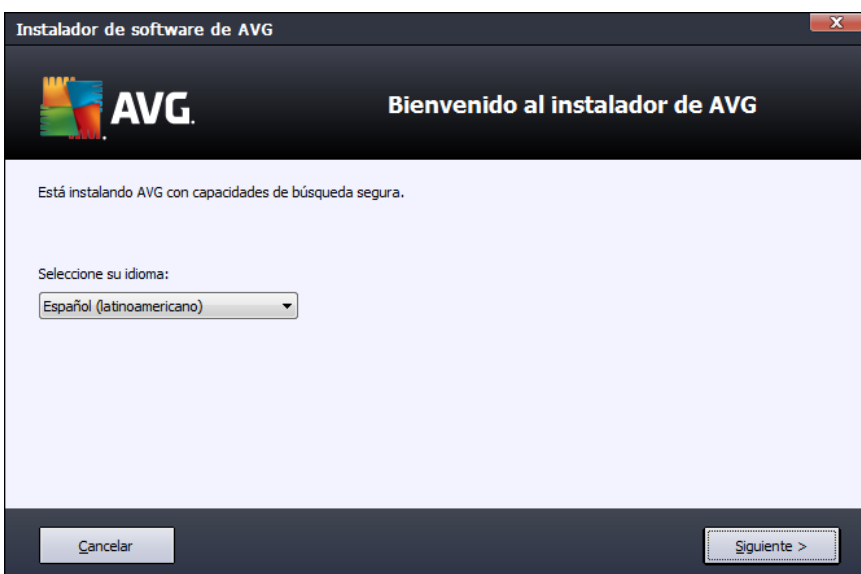 Instalador de software de AVG
X
AVG.
Bienvenido al instalador de AVG
Está instalando AVG con capacidades de búsqueda segura.
Seleccione su idioma:
Español (latinoamericano)
Cancelar
Siguiente >